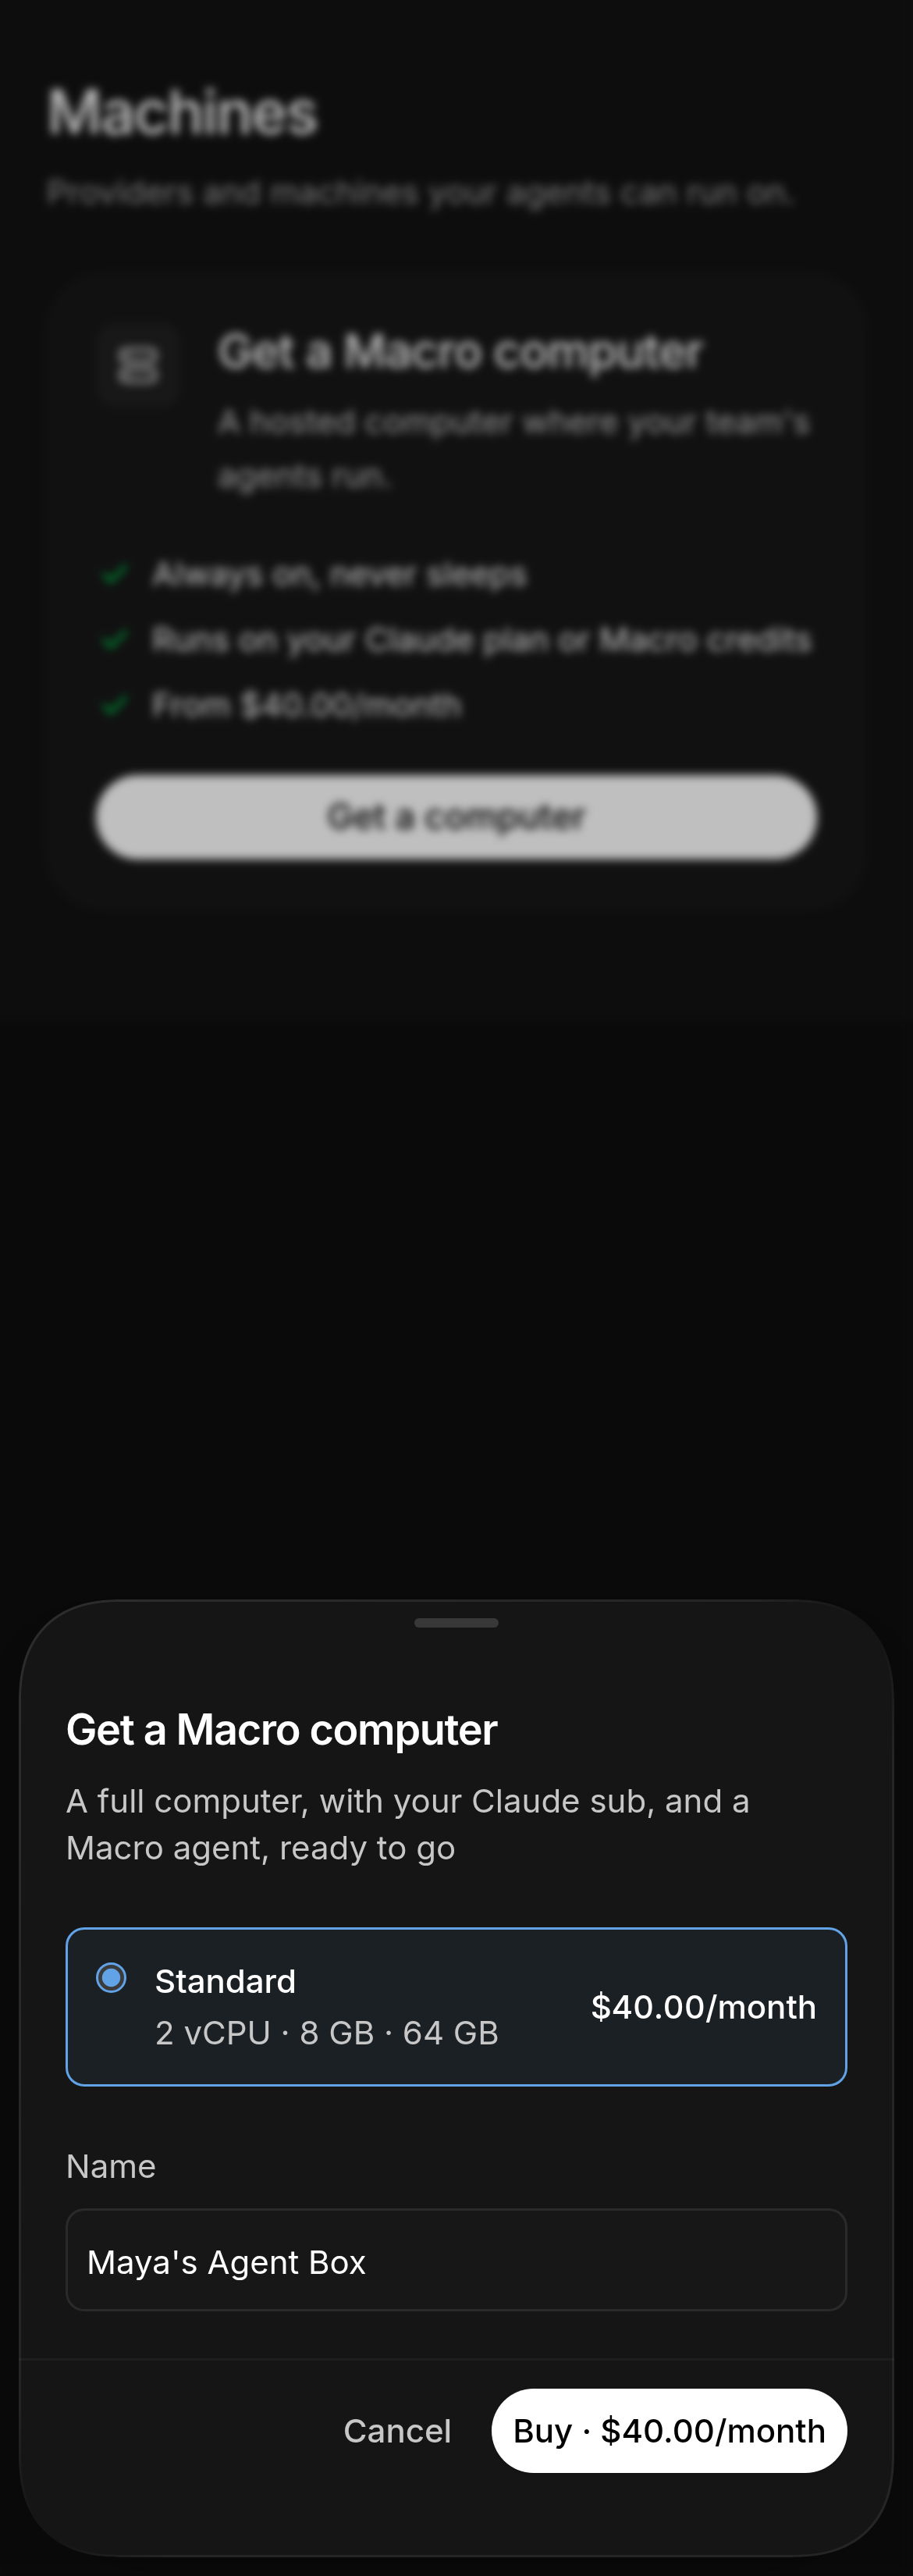 Machines
Providers and machines your agents can run on.
Get a Macro computer
A hosted computer where your team's
agents run.
Always on, never sleeps
Runs on your Claude plan or Macro credits
From $40.00/month
Get a computer
Get a Macro computer
A full computer, with your Claude sub, and a
Macro agent, ready to go
Standard
$40.00/month
2 vCPU · 8 GB · 64 GB
Name
Maya's Agent Box
Cancel
Buy · $40.00/month